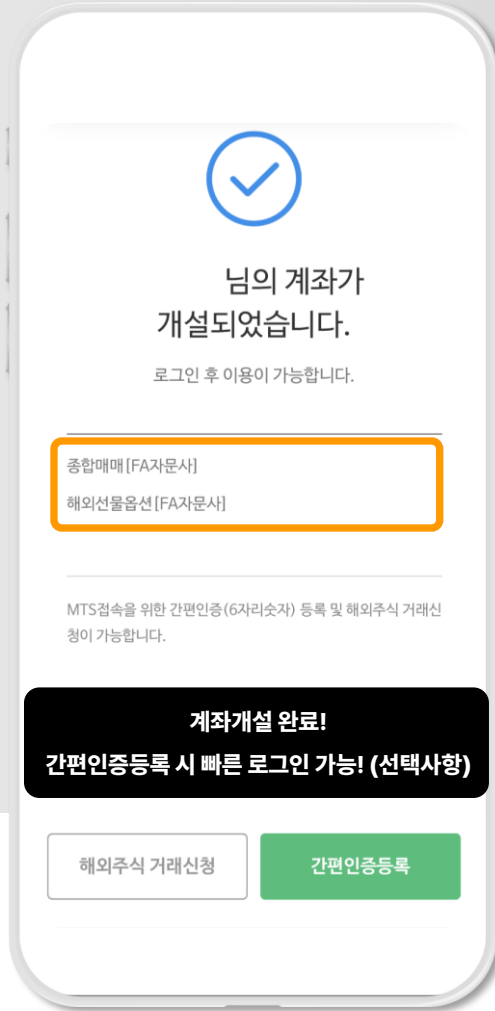 님의 계좌가
개설되었습니다.
로그인 후 이용이 가능합니다.
종합매매[FA자문사]
해외선물옵션[FA자문사]
MTS접속을 위한 간편인증(6자리숫자) 등록 및 해외주식 거래신
청이 가능합니다.
계좌개설 완료!
간편인증등록 시 빠른 로그인 가능! (선택사항)
해외주식 거래신청
간편인증등록